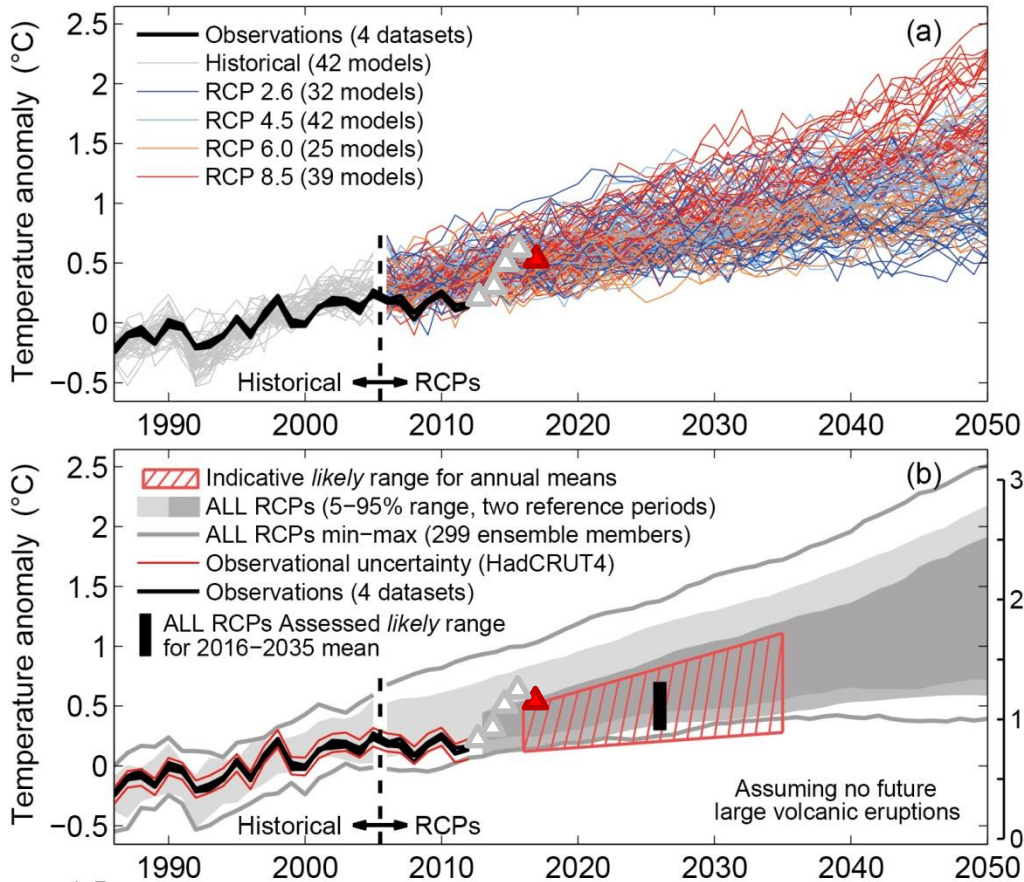 Temperature anomaly (°C)
2.5
2
1.5
1
0.5
0
−0.5
(a)
Observations (4 datasets)
Historical (42 models)
RCP 2.6 (32 models)
RCP 4.5 (42 models)
RCP 6.0 (25 models)
RCP 8.5 (39 models)
Historical RCPs
1990 2000 2010 2020 2030 2040 2050
Temperature anomaly (°C)
2.5
2
1.5
1
0.5
0
−0.5
(b)
Indicative likely range for annual means
ALL RCPs (5−95% range, two reference periods)
ALL RCPs min−max (299 ensemble members)
Observational uncertainty (HadCRUT4)
Observations (4 datasets)
ALL RCPs Assessed likely range
for 2016−2035 mean
3
2
1
0
Assuming no future
large volcanic eruptions
Historical RCPs
1990 2000 2010 2020 2030 2040 2050